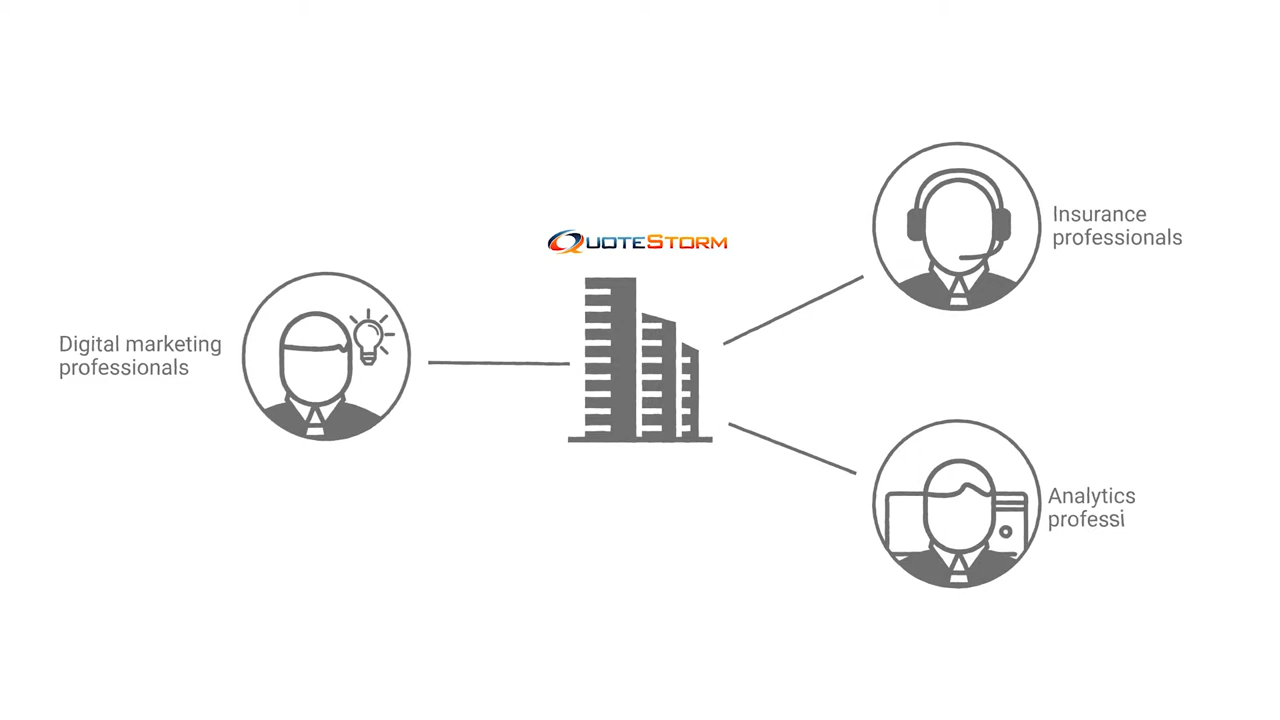 QUOTESTORM
Insurance
professionals
Digital marketing
professionals
Analytics
professi